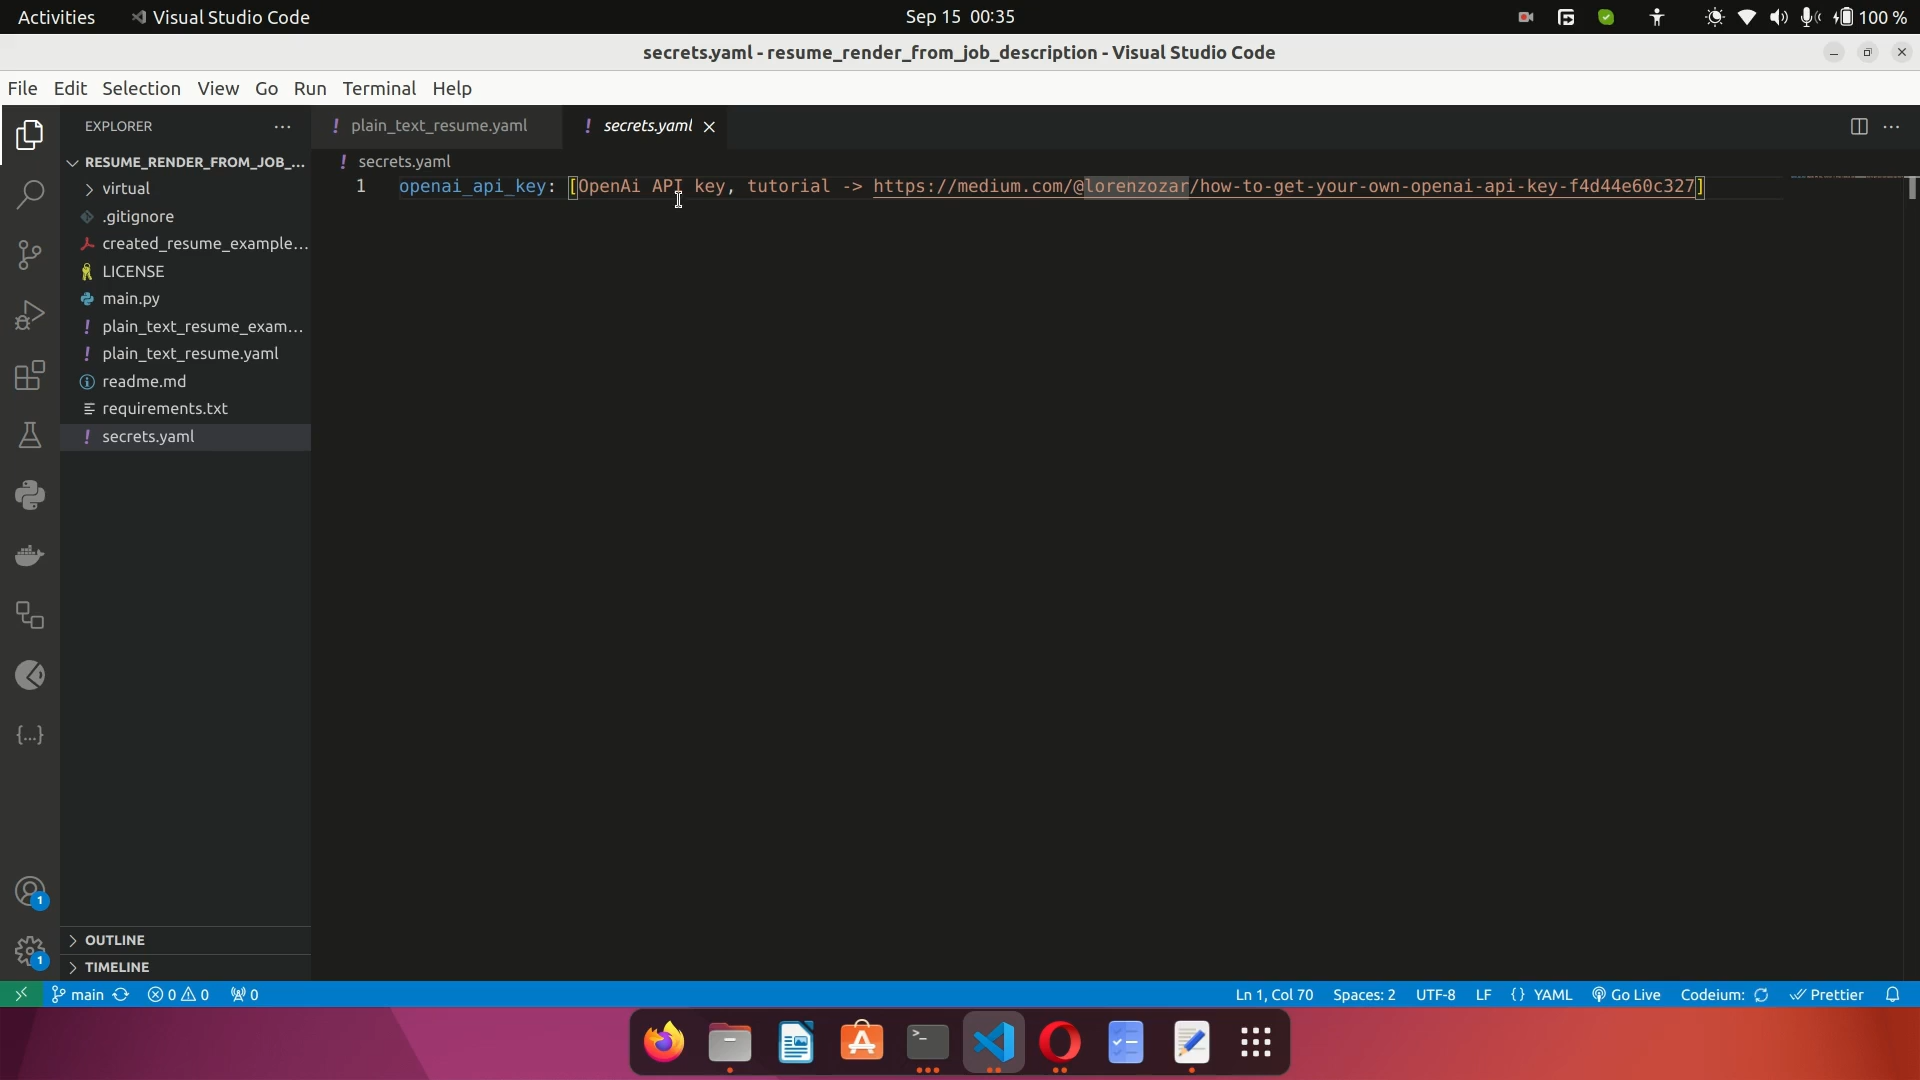 Activities
Visual Studio Code
Sep 15 00:35
100 %
secrets.yaml - resume_render_from_job_description - Visual Studio Code
File Edit Selection View Go Run Terminal Help
EXPLORER
RESUME_RENDER_FROM_JOB_...
virtual
.gitignore
created_resume_example...
LICENSE
main.py
plain_text_resume_exam...
plain_text_resume.yaml
readme.md
requirements.txt
secrets.yaml
OUTLINE
TIMELINE
plain_text_resume.yaml
secrets.yaml
secrets.yaml
1 openai_api_key: [OpenAi API key, tutorial -> https://medium.com/@lorenzozar/how-to-get-your-own-openai-api-key-f4d44e60c327]
1
1
main 0 0 0
Ln 1, Col 70 Spaces: 2 UTF-8 LF {} YAML Go Live Codeium: Prettier